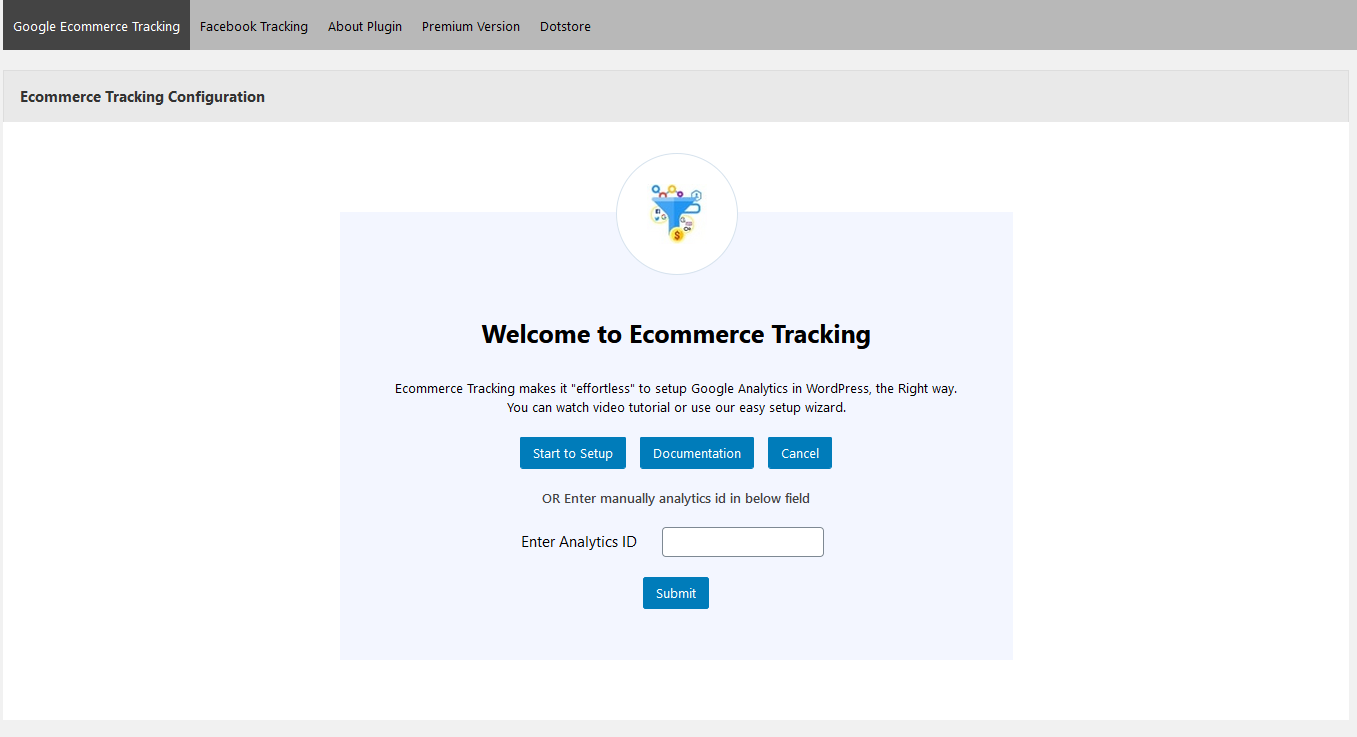 Google Ecommerce Tracking Facebook Tracking About Plugin Premium Version Dotstore
Ecommerce Tracking Configuration
Welcome to Ecommerce Tracking
Ecommerce Tracking makes it "effortless" to setup Google Analytics in WordPress, the Right way.
You can watch video tutorial or use our easy setup wizard.
Start to Setup Documentation Cancel
OR Enter manually analytics id in below field
Enter Analytics ID
Submit